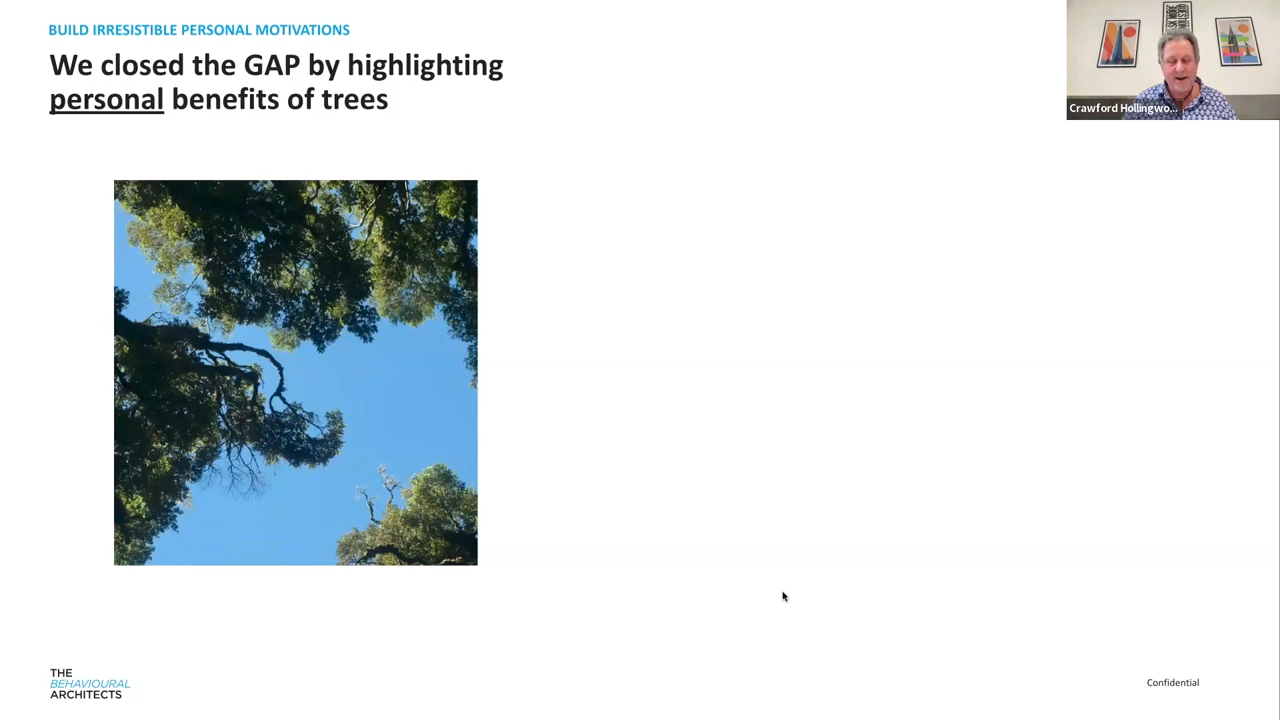 BUILD IRRESISTIBLE PERSONAL MOTIVATIONS
We closed the GAP by highlighting
personal benefits of trees
Crawford Hollingwo...
THE
BEHAVIOURAL
ARCHITECTS
Confidential